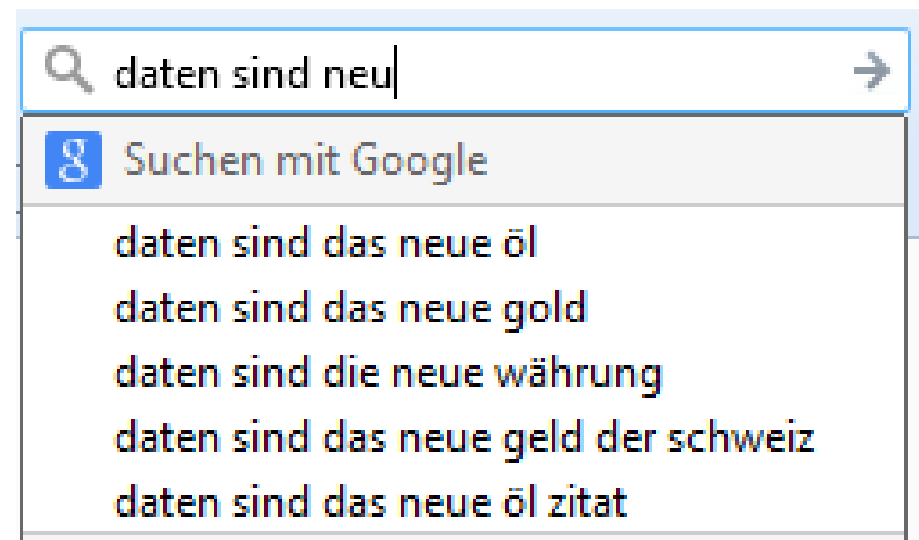 daten sind neu
8 Suchen mit Google
daten sind das neue öl
daten sind das neue gold
daten sind die neue währung
daten sind das neue geld der schweiz
daten sind das neue öl zitat